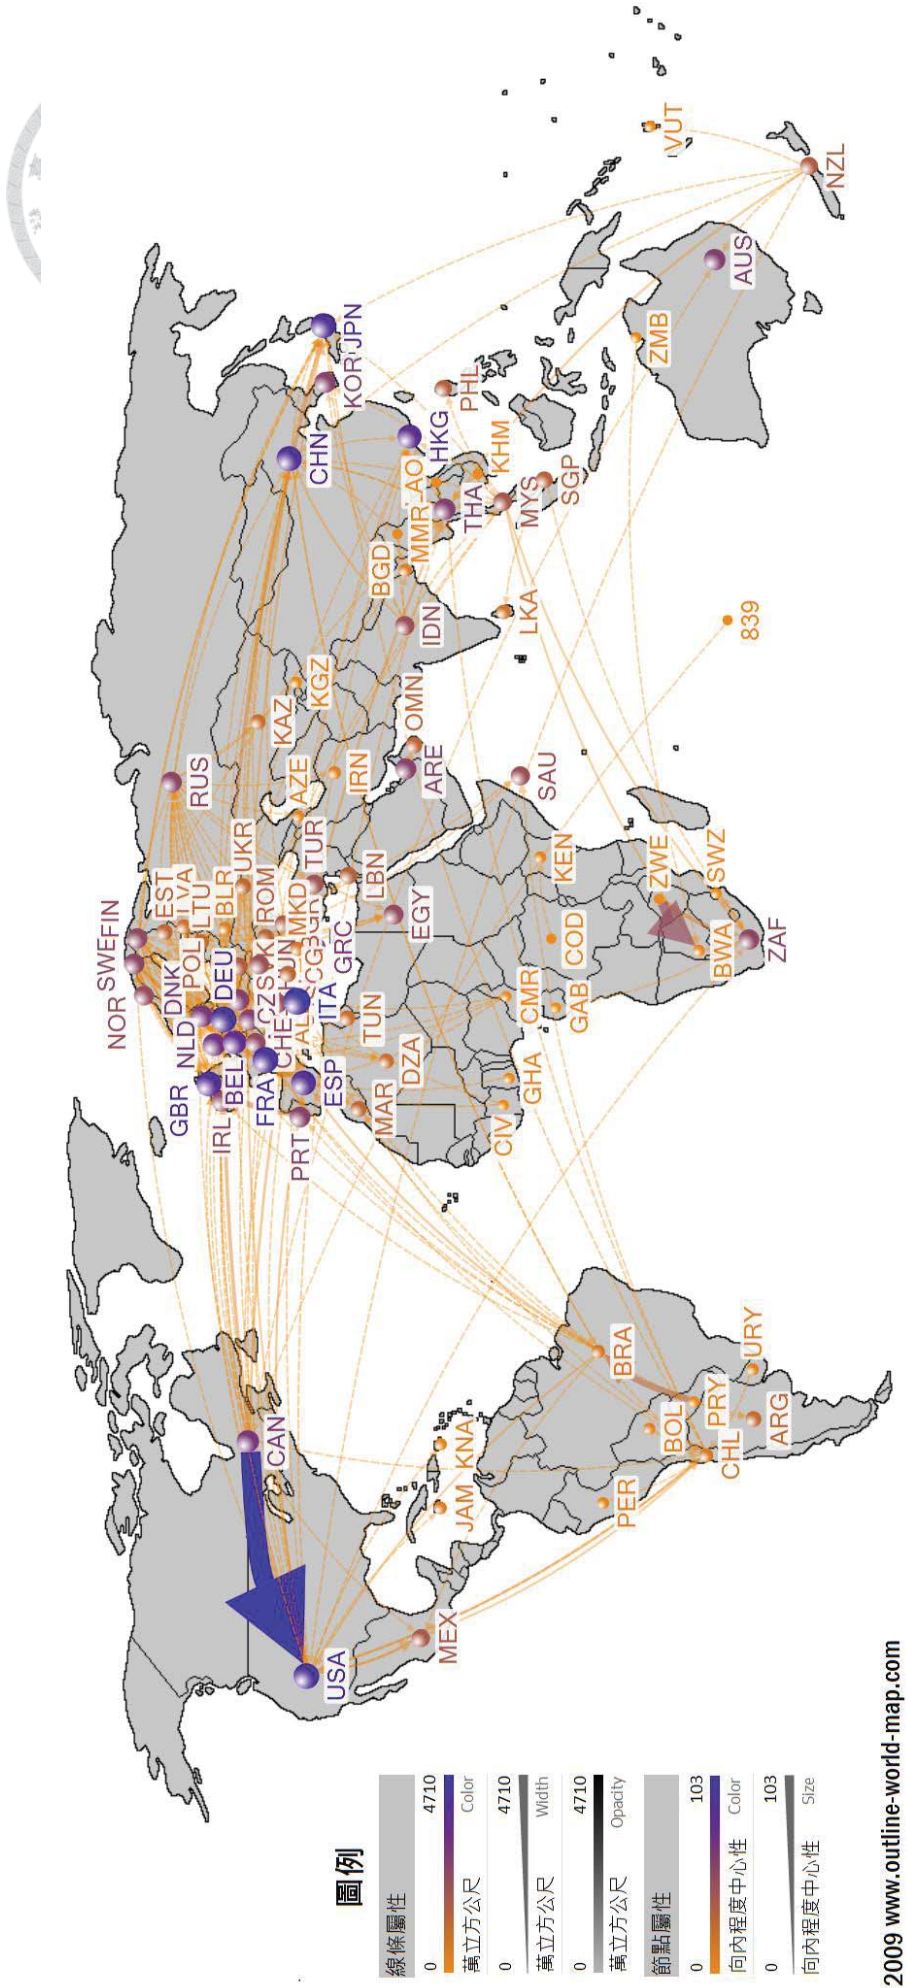 NOR
SWE
FIN
EST
LVA
LTU
BLR
UKR
RUS
DNK
POL
DEU
NLD
GBR
IRL
BEL
FRA
CHE
CZ
SVK
ROM
MKD
TUR
GRC
ITA
ESP
PRT
KAZ
KGZ
AZE
IRN
LBN
EGY
TUN
DZA
MAR
ARE
OMN
SAU
CHN
KOR
JPN
HKG
LAO
MMR
BGD
THA
KHM
PHL
MYS
SGP
IDN
LKA
839
ZMB
AUS
VUT
NZL
KEN
COD
CMR
GAB
GHA
CIV
ZWE
SWZ
BWA
ZAF
CAN
USA
MEX
JAM
KNA
BRA
BOL
PRY
URY
PER
CHL
ARG
圖例
線條屬性
0 4710
萬立方公尺 Color
0 4710
萬立方公尺 Width
0 4710
萬立方公尺 Opacity
節點屬性
0 103
向內程度中心性 Color
0 103
向內程度中心性 Size
2009 www.outline-world-map.com